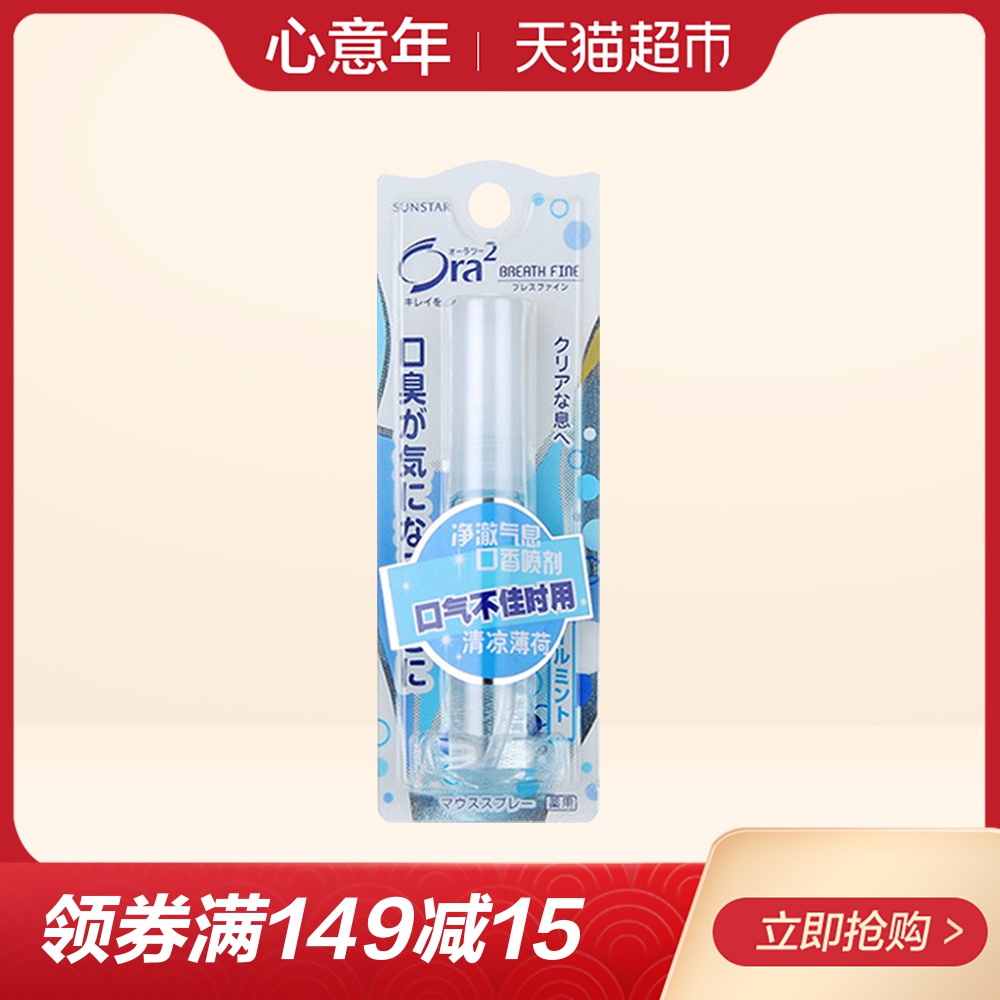 心意年 | 天猫超市
SUNSTAR
オーラツー
Ora2
BREATH FINE
ブレスファイン
キレイを
クリアな息へ
口臭が気にな
净澈气息
口香喷剂
口气不佳时用
清凉薄荷
ルミント
マウススプレー 薬用
领券满149减15
立即抢购 >